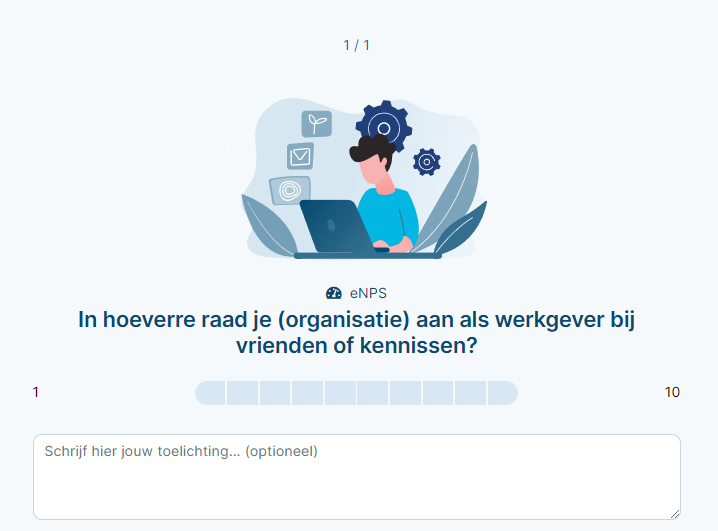 1 / 1
eNPS
In hoeverre raad je (organisatie) aan als werkgever bij
vrienden of kennissen?
1
10
Schrijf hier jouw toelichting... (optioneel)